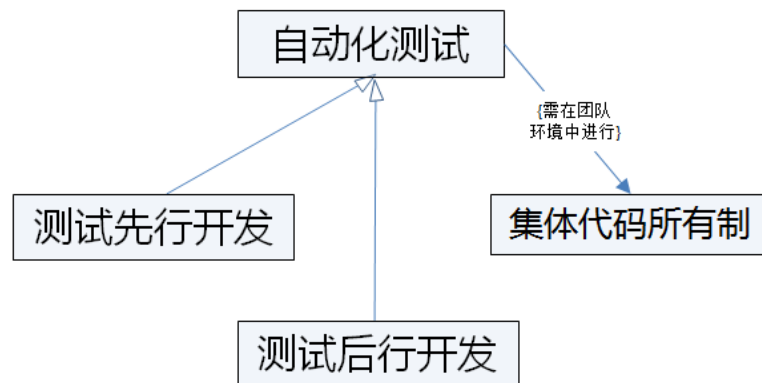 自动化测试
{需在团队
环境中进行}
测试先行开发
集体代码所有制
测试后行开发